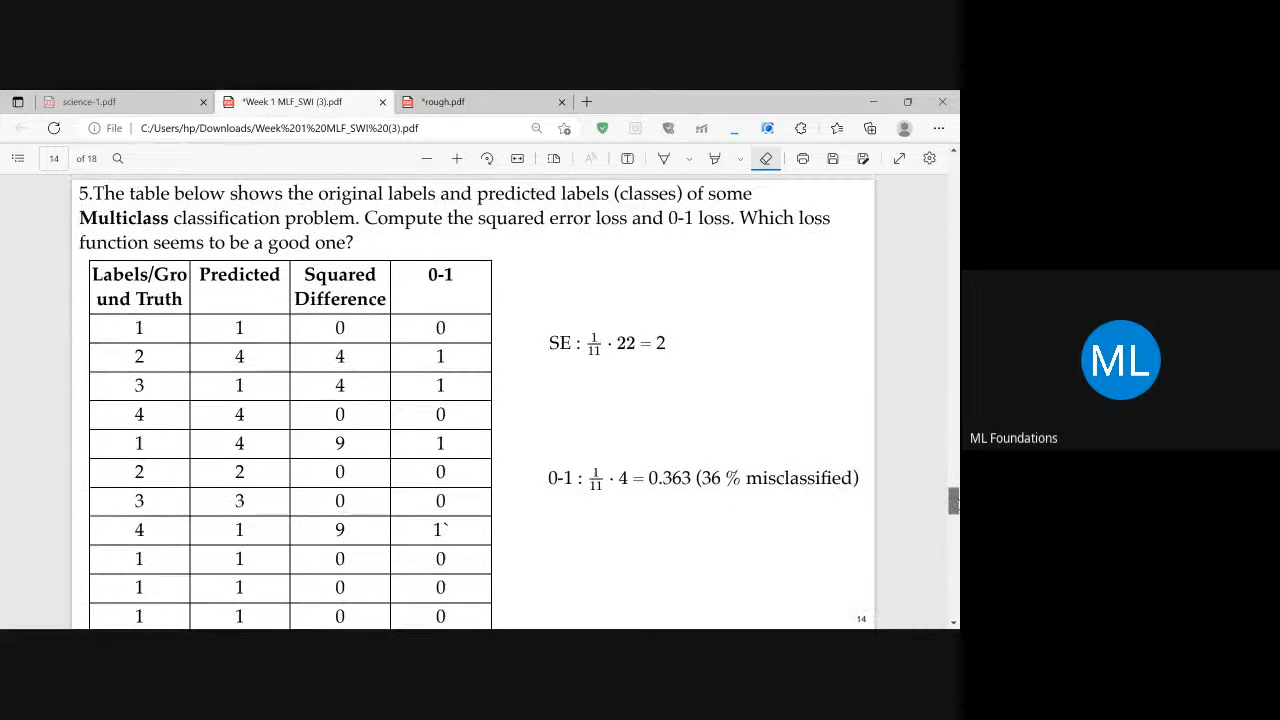 science-1.pdf
*Week 1 MLF_SWI (3).pdf
*rough.pdf
File C:/Users/hp/Downloads/Week%201%20MLF_SWI%20(3).pdf
14 of 18
5.The table below shows the original labels and predicted labels (classes) of some
Multiclass classification problem. Compute the squared error loss and 0-1 loss. Which loss
function seems to be a good one?
Labels/Gro Predicted Squared 0-1
und Truth Difference
1 1 0 0
2 4 4 1
3 1 4 1
4 4 0 0
1 4 9 1
2 2 0 0
3 3 0 0
4 1 9 1`
1 1 0 0
1 1 0 0
1 1 0 0
SE : 1/11 · 22 = 2
0-1 : 1/11 · 4 = 0.363 (36 % misclassified)
14
ML
ML Foundations